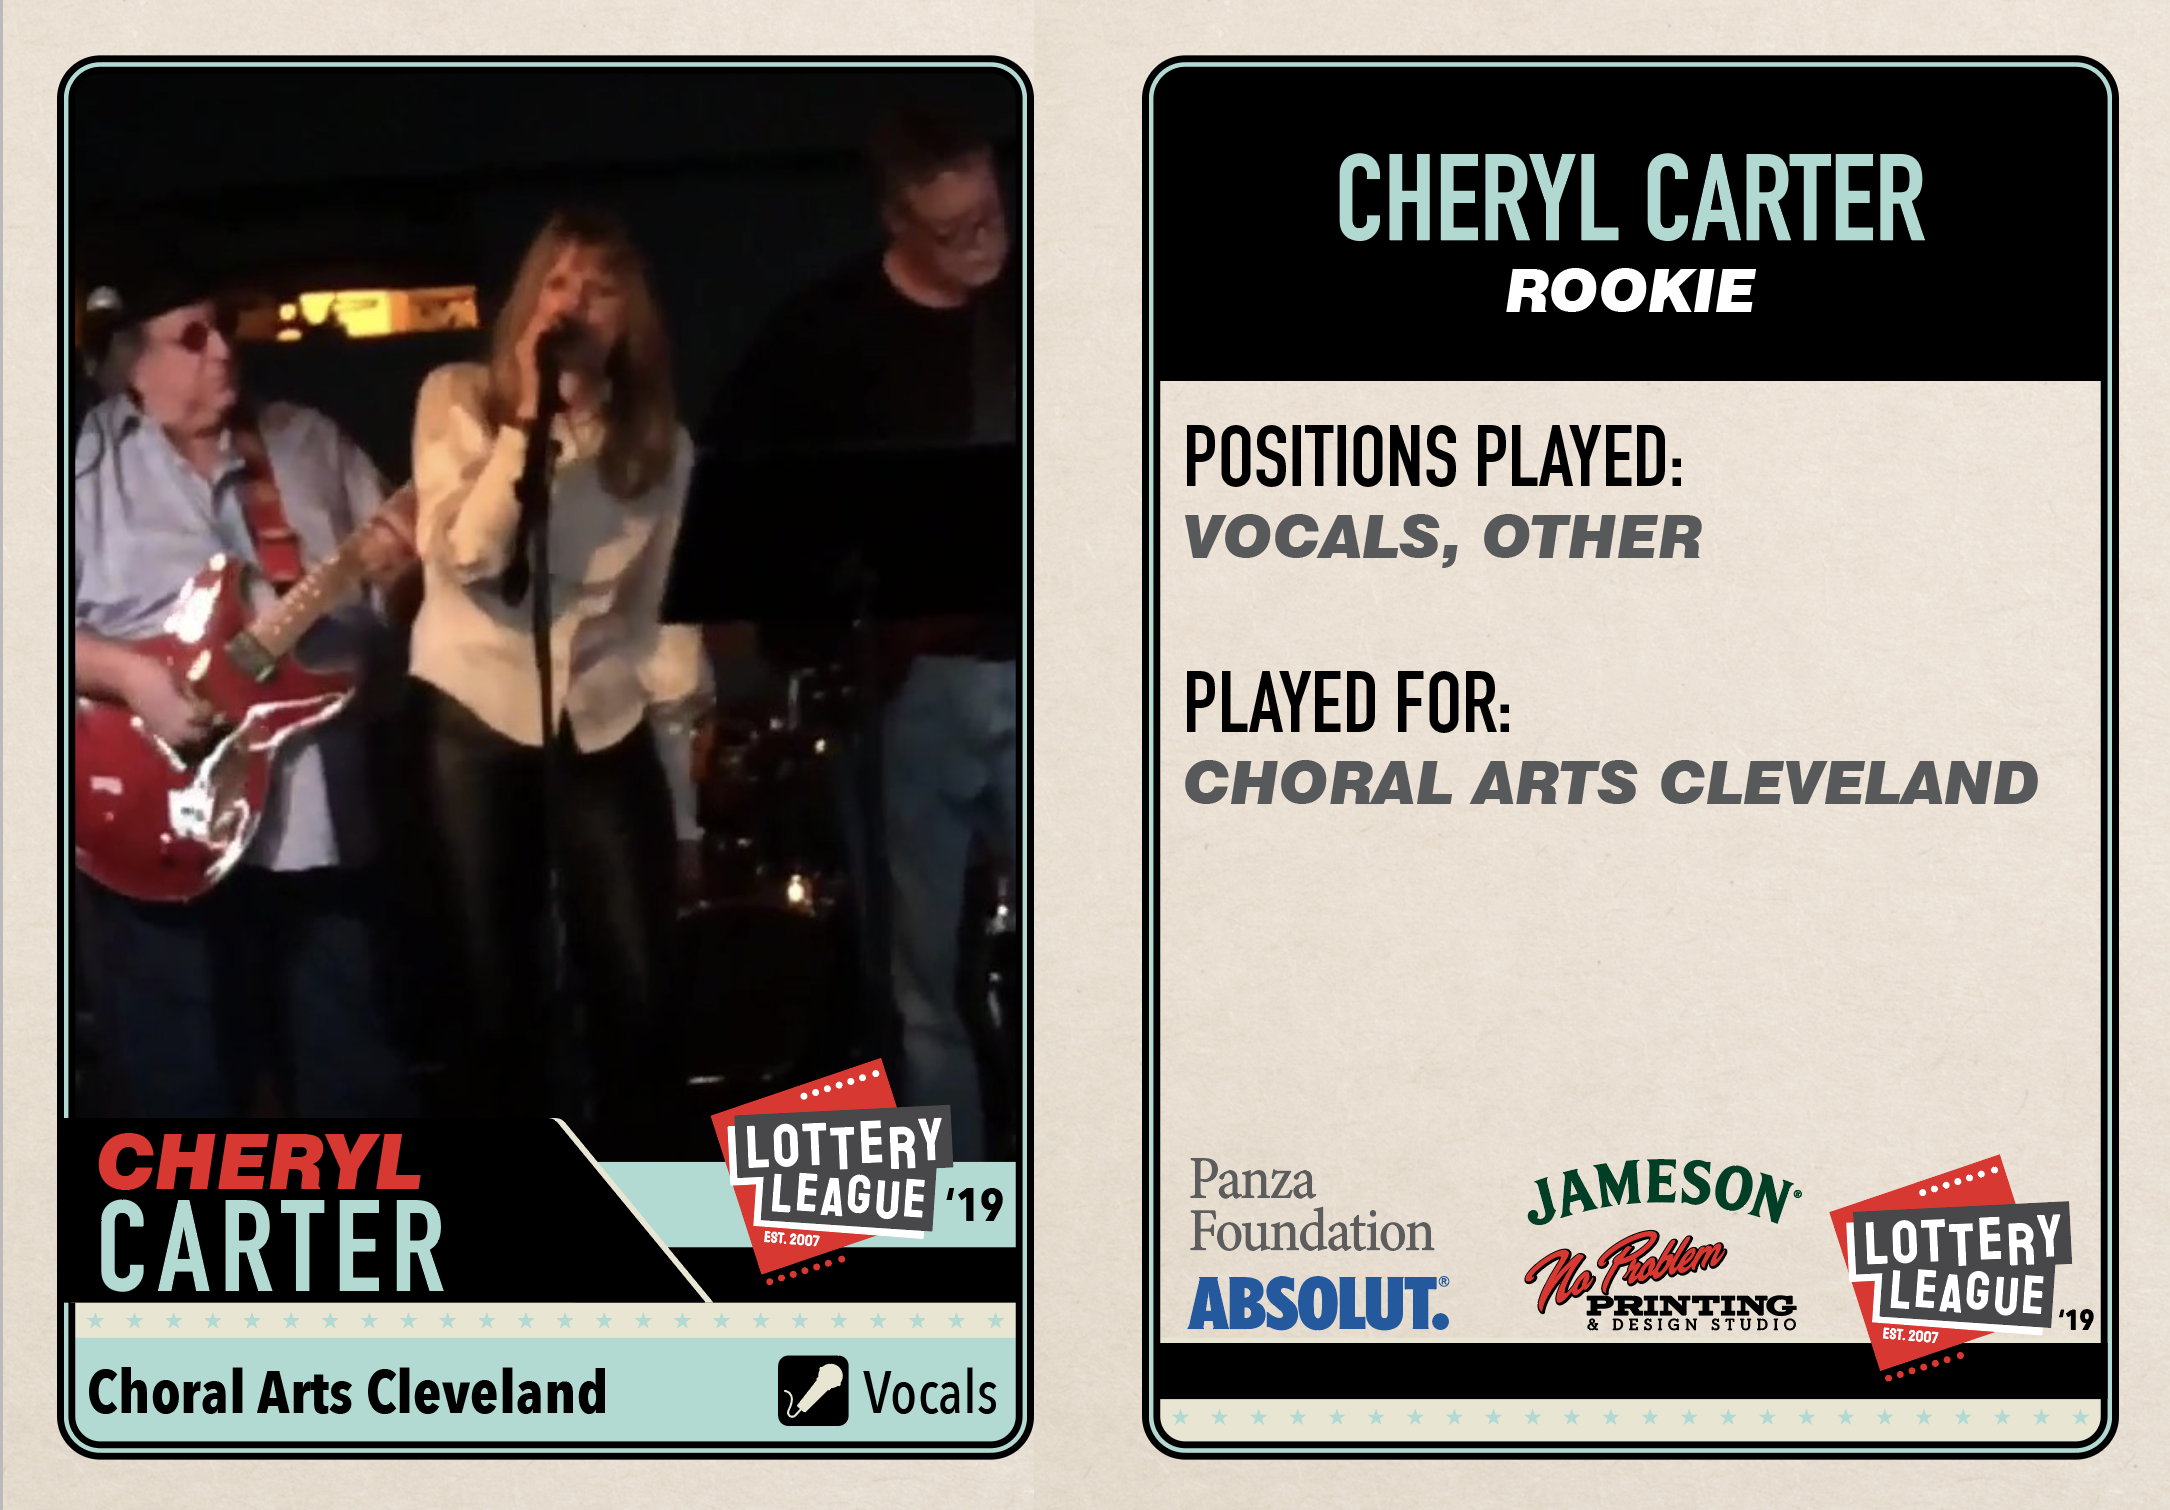 CHERYL
CARTER
LOTTERY
LEAGUE
EST. 2007
'19
Choral Arts Cleveland
Vocals
CHERYL CARTER
ROOKIE
POSITIONS PLAYED:
VOCALS, OTHER
PLAYED FOR:
CHORAL ARTS CLEVELAND
Panza
Foundation
ABSOLUT.®
JAMESON®
No Problem
PRINTING
& DESIGN STUDIO
LOTTERY
LEAGUE
EST. 2007
'19